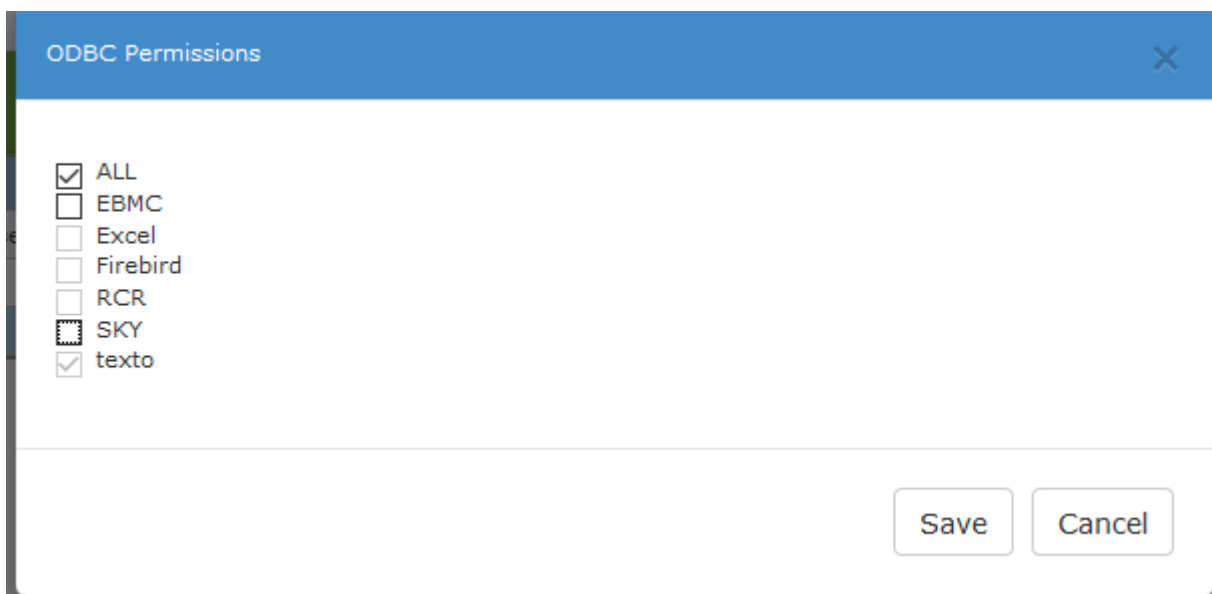 ODBC Permissions
ALL
EBMC
Excel
Firebird
RCR
SKY
texto
Save Cancel